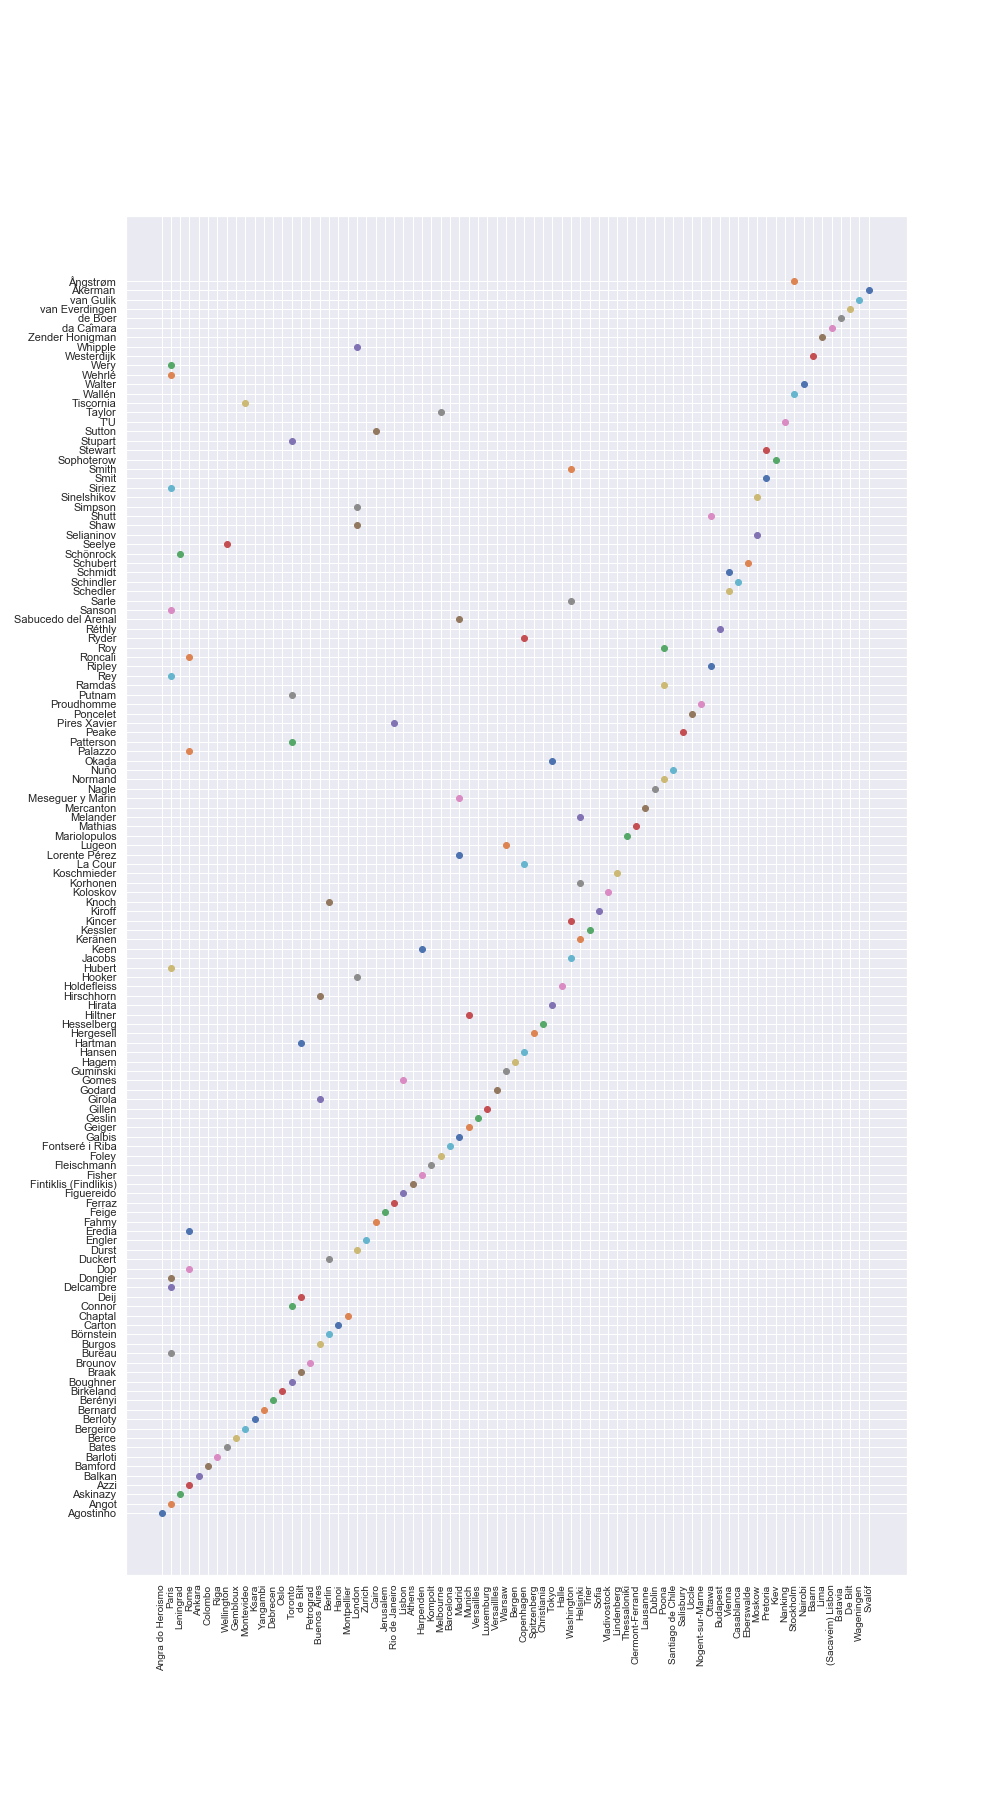 Ångstrøm
Åkerman
van Gulik
van Everdingen
de Boer
da Câmara
Zender Honigman
Whipple
Westerdijk
Wery
Wehrlé
Walter
Wallén
Tiscornia
Taylor
T'U
Sutton
Stupart
Stewart
Sophoterow
Smith
Smit
Siriez
Sinelshikov
Simpson
Shutt
Shaw
Selianinov
Seelye
Schönrock
Schubert
Schmidt
Schindler
Schedler
Sarle
Sanson
Sabucedo del Arenal
Réthly
Ryder
Roy
Roncali
Ripley
Rey
Ramdas
Putnam
Proudhomme
Poncelet
Pires Xavier
Peake
Patterson
Palazzo
Okada
Nuño
Normand
Nagle
Meseguer y Marin
Mercanton
Melander
Mathias
Mariolopulos
Lugeon
Lorente Pérez
La Cour
Koschmieder
Korhonen
Koloskov
Knoch
Kiroff
Kincer
Kessler
Keränen
Keen
Jacobs
Hubert
Hooker
Holdefleiss
Hirschhorn
Hirata
Hiltner
Hesselberg
Hergesell
Hartman
Hansen
Hagem
Guminski
Gomes
Godard
Girola
Gillen
Geslin
Geiger
Galbis
Fontseré i Riba
Foley
Fleischmann
Fisher
Fintiklis (Findlikis)
Figuereido
Ferraz
Feige
Fahmy
Eredia
Engler
Durst
Duckert
Dop
Dongier
Delcambre
Deij
Connor
Chaptal
Carton
Börnstein
Burgos
Bureau
Brounov
Braak
Boughner
Birkeland
Berényi
Bernard
Berloty
Bergeiro
Berce
Bates
Barloti
Bamford
Balkan
Azzi
Askinazy
Angot
Agostinho
Angra do Heroismo
Paris
Leningrad
Rome
Ankara
Colombo
Riga
Wellington
Gembloux
Montevideo
Ksara
Yangambi
Debrecen
Oslo
Toronto
de Bilt
Petrograd
Buenos Aires
Berlin
Hanoi
Montpellier
London
Zurich
Cairo
Jerusalem
Rio de Janeiro
Lisbon
Athens
Harpenden
Kompolt
Melbourne
Barcelona
Madrid
Munich
Versailles
Luxemburg
Versailles
Warsaw
Bergen
Copenhagen
Spitzenberg
Christiania
Tokyo
Halle
Washington
Helsinki
Trier
Sofia
Vladivostock
Lindenberg
Thessaloniki
Clermont-Ferrand
Lausanne
Dublin
Poona
Santiago de Chile
Salisbury
Uccle
Nogent-sur-Marne
Ottawa
Budapest
Vienna
Casablanca
Eberswalde
Moskow
Pretoria
Kiev
Nanking
Stockholm
Nairobi
Baarn
Lima
(Sacavém) Lisbon
Batavia
De Bilt
Wageningen
Svalöf